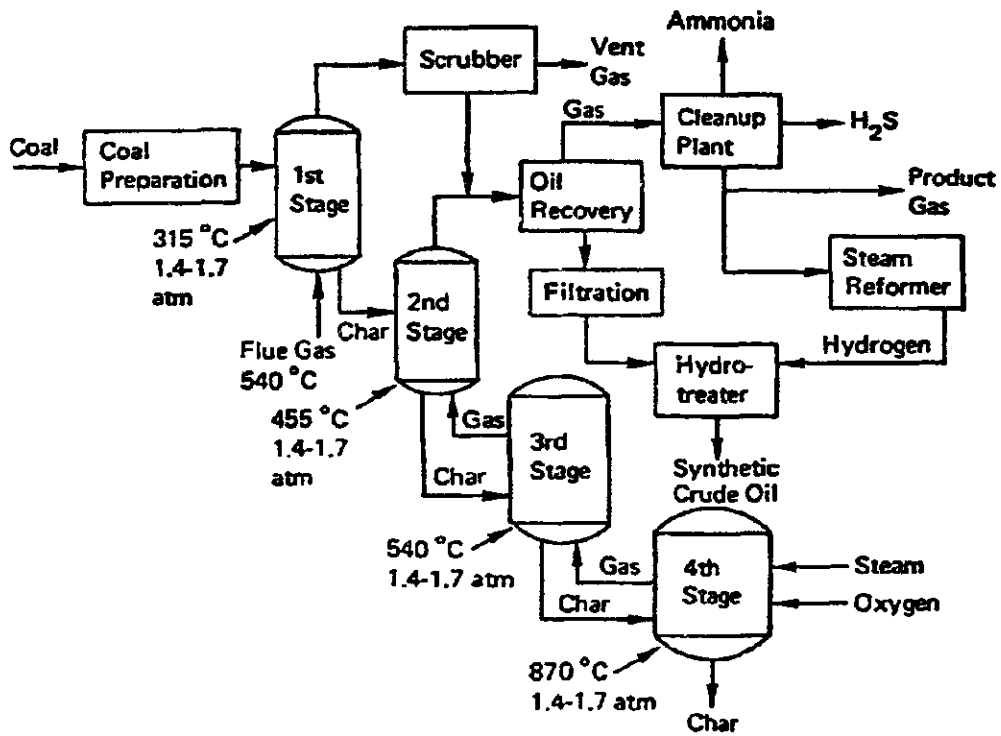 Ammonia
Scrubber
Vent
Gas
Gas
Cleanup
Plant
H2S
Coal
Coal
Preparation
1st
Stage
Oil
Recovery
Product
Gas
315 °C
1.4-1.7
atm
2nd
Stage
Filtration
Steam
Reformer
Char
Flue Gas
540 °C
Hydrogen
Hydro-
treater
455 °C
1.4-1.7
atm
Gas
3rd
Stage
Char
Synthetic
Crude Oil
540 °C
1.4-1.7 atm
Gas
Char
4th
Stage
Steam
Oxygen
870 °C
1.4-1.7 atm
Char